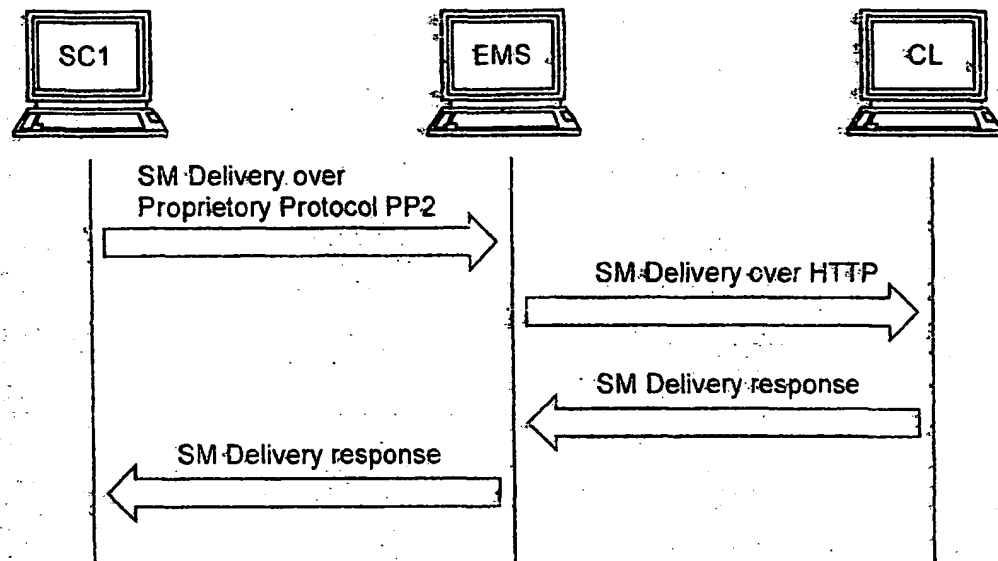 SC1
EMS
CL
SM Delivery over
Proprietory Protocol PP2
SM Delivery over HTTP
SM Delivery response
SM Delivery response